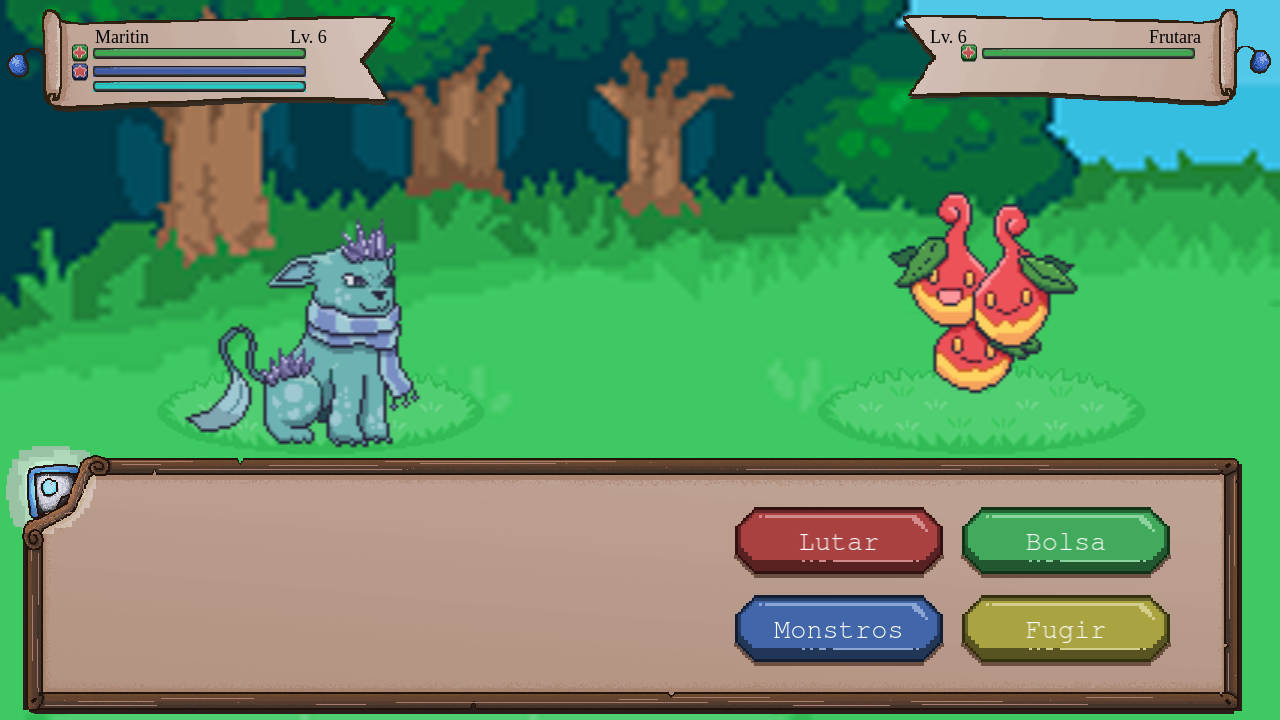 Maritin Lv. 6
Lv. 6 Frutara
Lutar Bolsa
Monstros Fugir